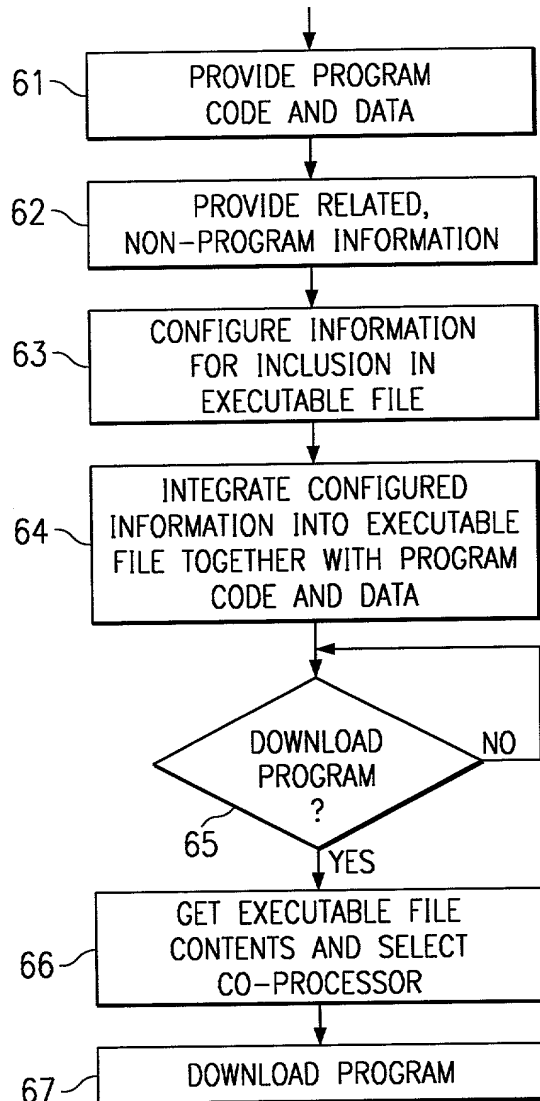 61
PROVIDE PROGRAM
CODE AND DATA
62
PROVIDE RELATED,
NON-PROGRAM INFORMATION
63
CONFIGURE INFORMATION
FOR INCLUSION IN
EXECUTABLE FILE
64
INTEGRATE CONFIGURED
INFORMATION INTO EXECUTABLE
FILE TOGETHER WITH PROGRAM
CODE AND DATA
DOWNLOAD
PROGRAM
?
NO
65
YES
66
GET EXECUTABLE FILE
CONTENTS AND SELECT
CO-PROCESSOR
67
DOWNLOAD PROGRAM